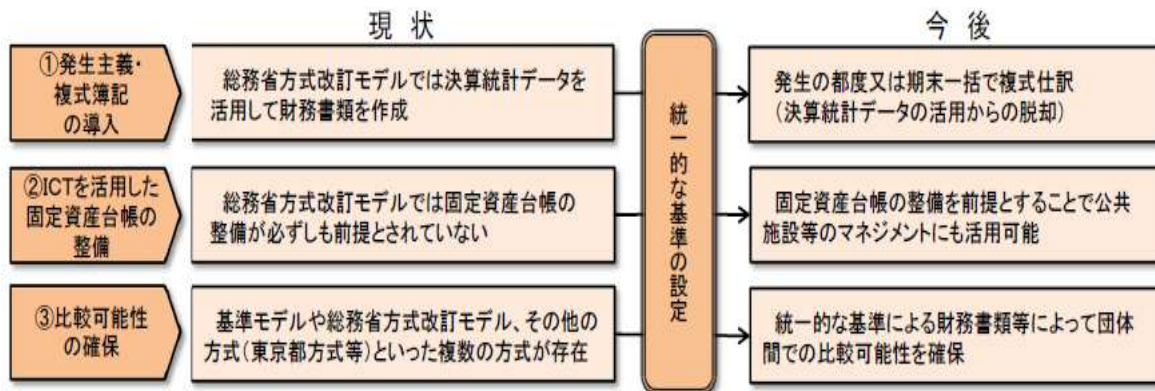 現 状
今 後
①発生主義・
複式簿記
の導入
総務省方式改訂モデルでは決算統計データを
活用して財務書類を作成
発生の都度又は期末一括で複式仕訳
（決算統計データの活用からの脱却）
②ICTを活用した
固定資産台帳の
整備
総務省方式改訂モデルでは固定資産台帳の
整備が必ずしも前提とされていない
統一的な基準の設定
固定資産台帳の整備を前提とすることで公共
施設等のマネジメントにも活用可能
③比較可能性
の確保
基準モデルや総務省方式改訂モデル、その他の
方式（東京都方式等）といった複数の方式が存在
統一的な基準による財務書類等によって団体
間での比較可能性を確保